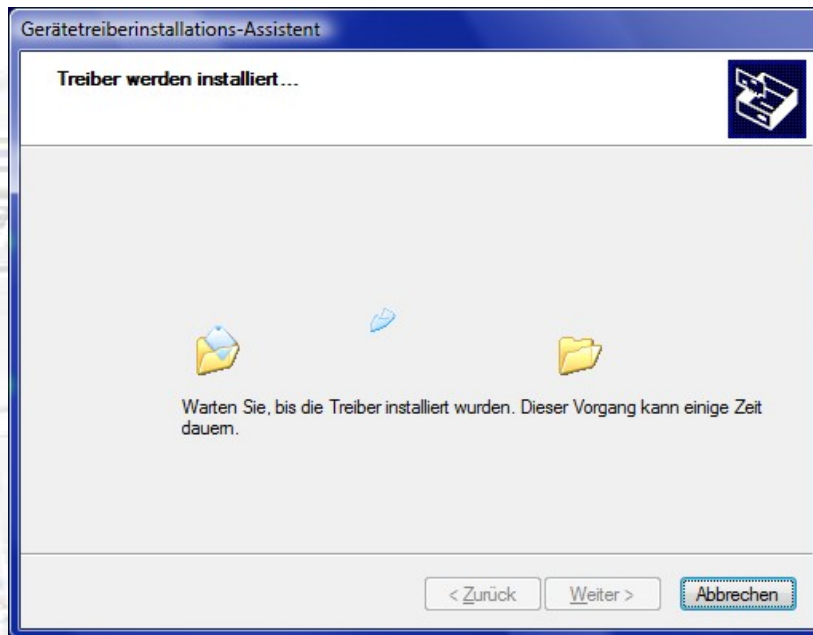 Gerätetreiberinstallations-Assistent
Treiber werden installiert...
Warten Sie, bis die Treiber installiert wurden. Dieser Vorgang kann einige Zeit
dauern.
< Zurück
Weiter >
Abbrechen